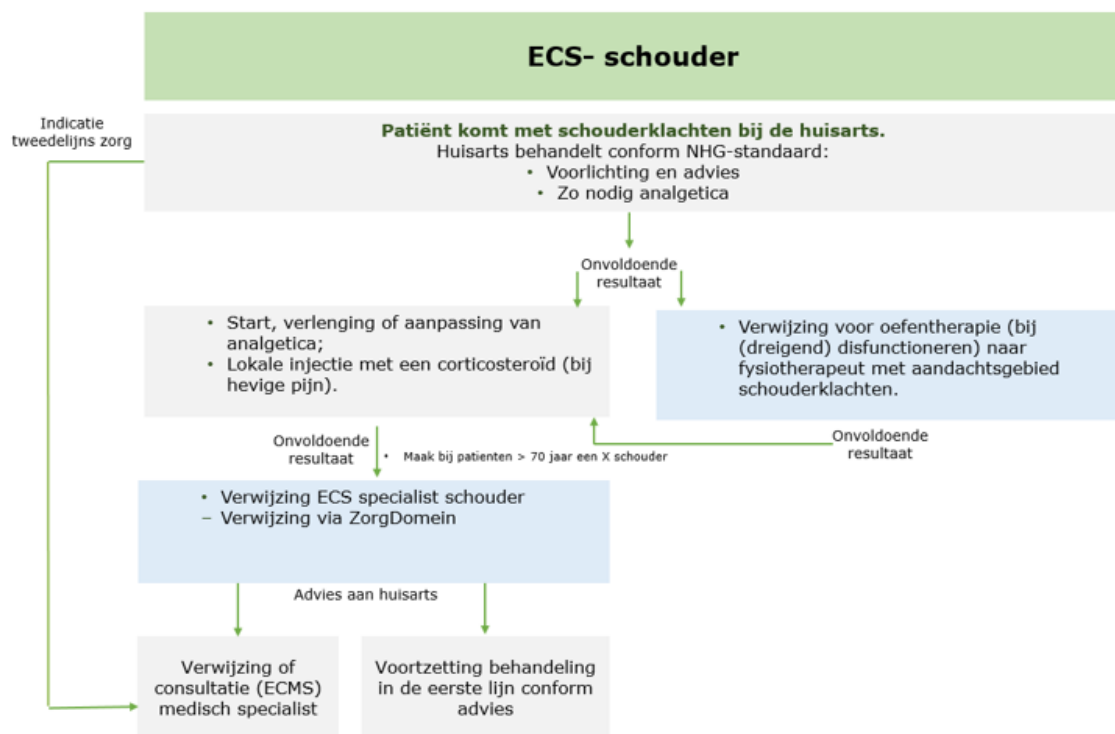 ECS- schouder
Indicatie
tweedelijns zorg
Patiënt komt met schouderklachten bij de huisarts.
Huisarts behandelt conform NHG-standaard:
• Voorlichting en advies
• Zo nodig analgetica
Onvoldoende
resultaat
• Start, verlenging of aanpassing van
analgetica;
• Lokale injectie met een corticosteroïd (bij
hevige pijn).
• Verwijzing voor oefentherapie (bij
(dreigend) disfunctioneren) naar
fysiotherapeut met aandachtsgebied
schouderklachten.
Onvoldoende
resultaat
• Maak bij patienten > 70 jaar een X schouder
Onvoldoende
resultaat
• Verwijzing ECS specialist schouder
– Verwijzing via ZorgDomein
Advies aan huisarts
Verwijzing of
consultatie (ECMS)
medisch specialist
Voortzetting behandeling
in de eerste lijn conform
advies